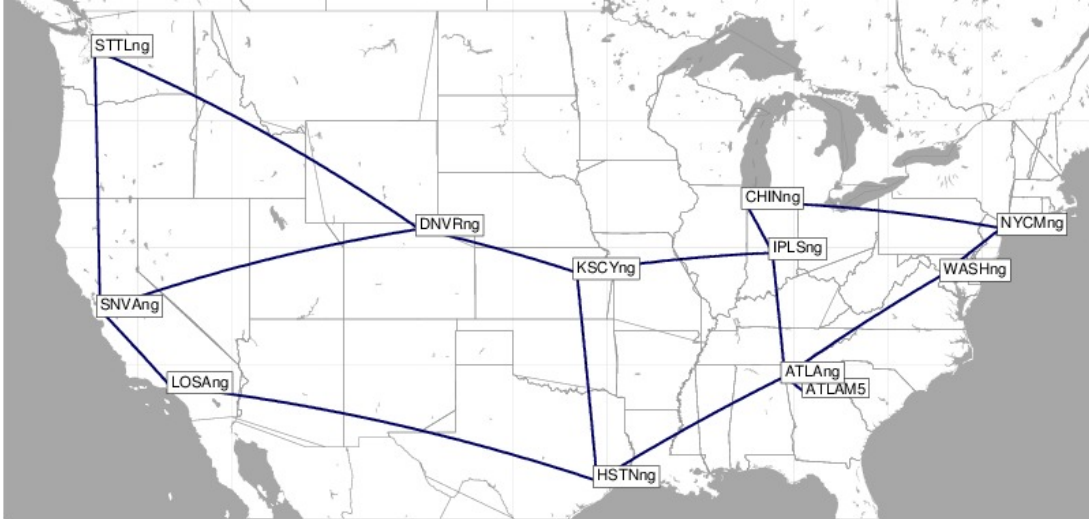 STTLng
CHINng
DNVRng
NYCMng
IPLSng
KSCYng
WASHng
SNVAng
ATLAng
LOSAng
ATLAM5
HSTNng